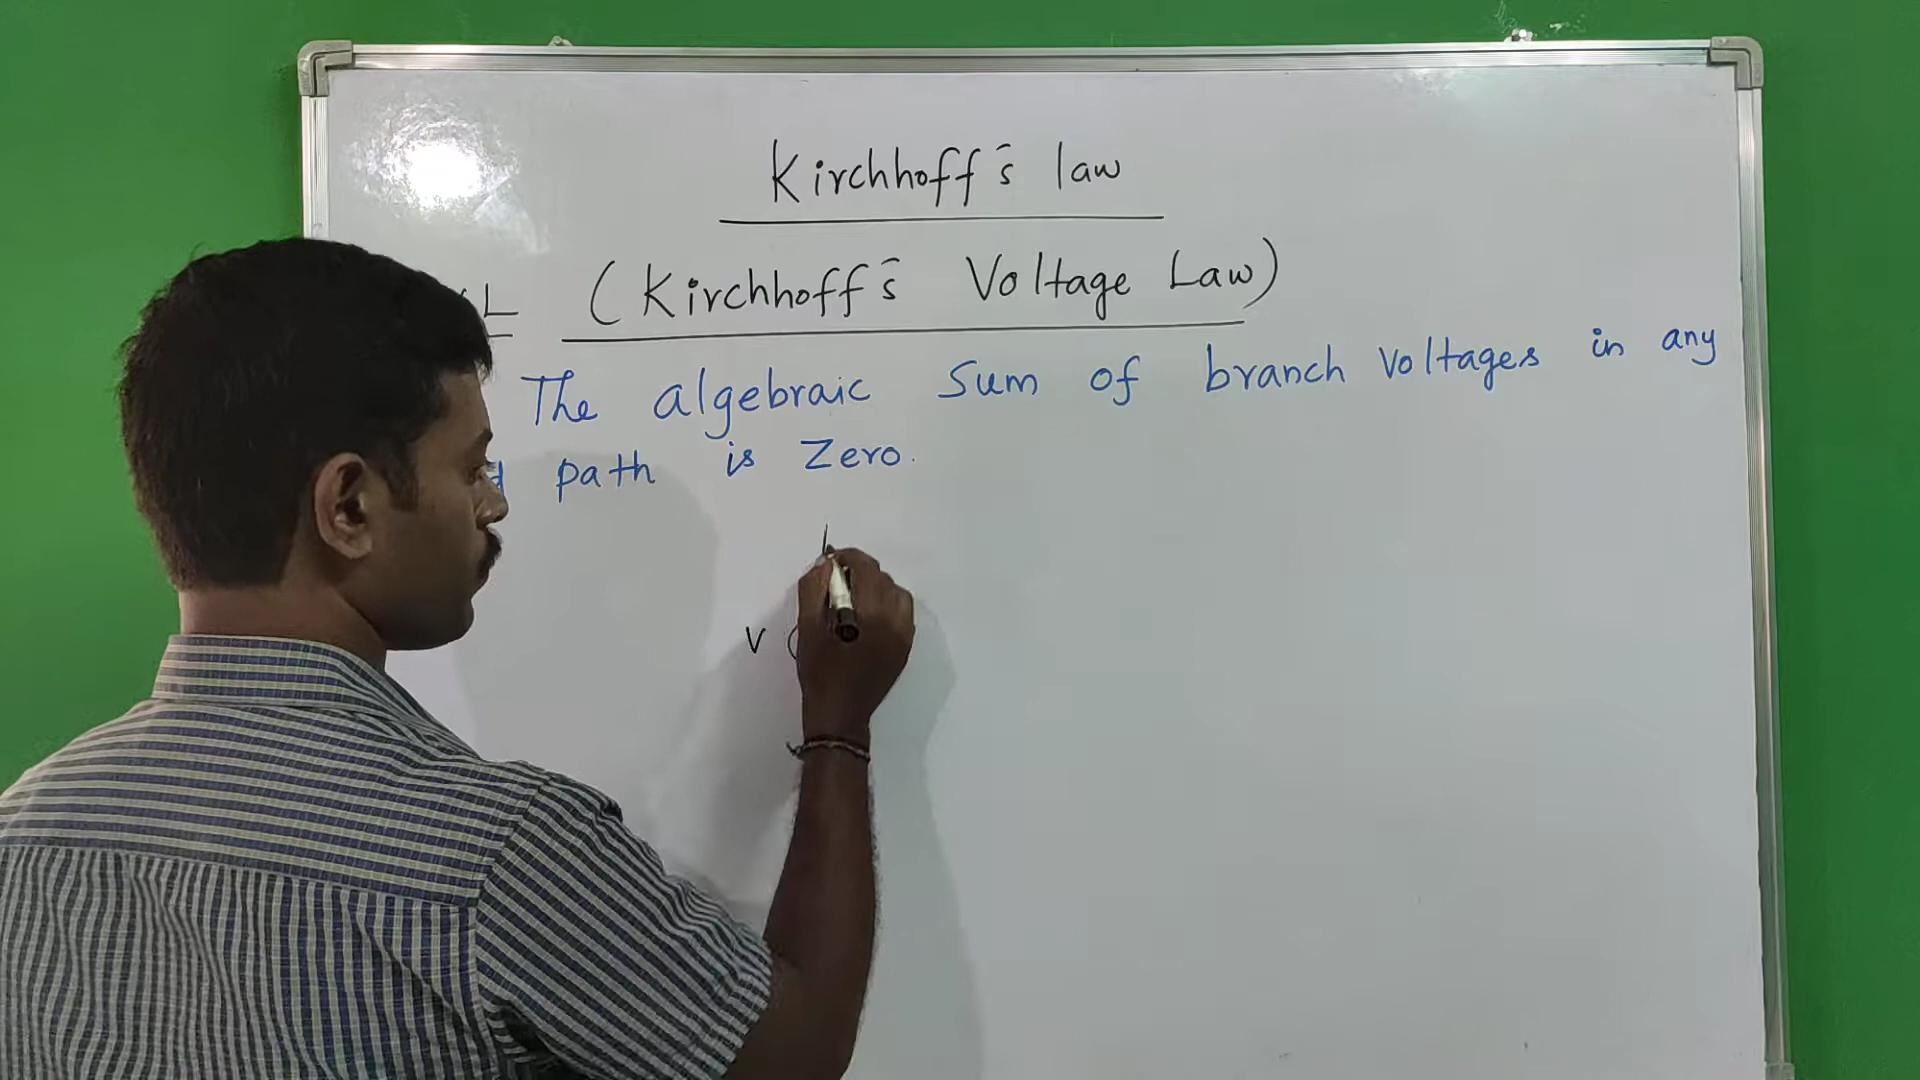 Kirchhoff's law
(Kirchhoff's Voltage Law)
The algebraic Sum of branch Voltages in any
path is Zero.
V